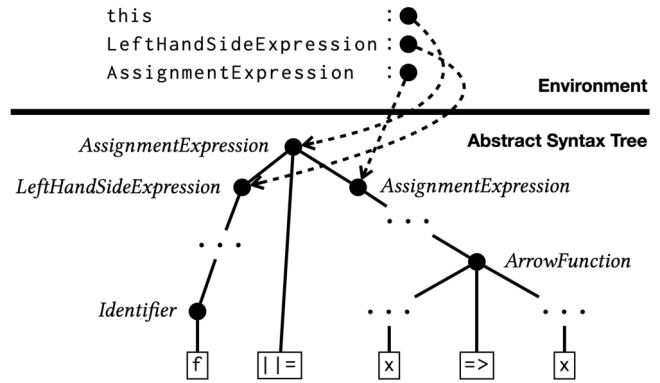 this :
LeftHandSideExpression :
AssignmentExpression :
Environment
Abstract Syntax Tree
AssignmentExpression
LeftHandSideExpression
AssignmentExpression
. . .
. . .
ArrowFunction
Identifier
. . .
. . .
f ||= x => x